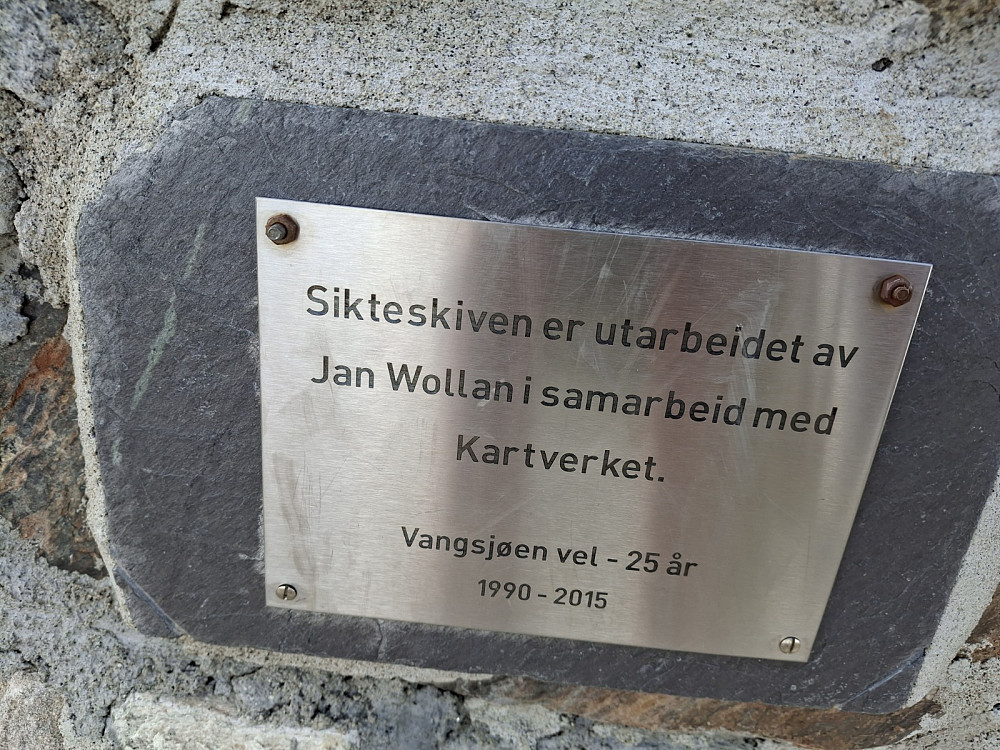 Sikteskiven er utarbeidet av
Jan Wollan i samarbeid med
Kartverket.
Vangsjøen vel - 25 år
1990 - 2015